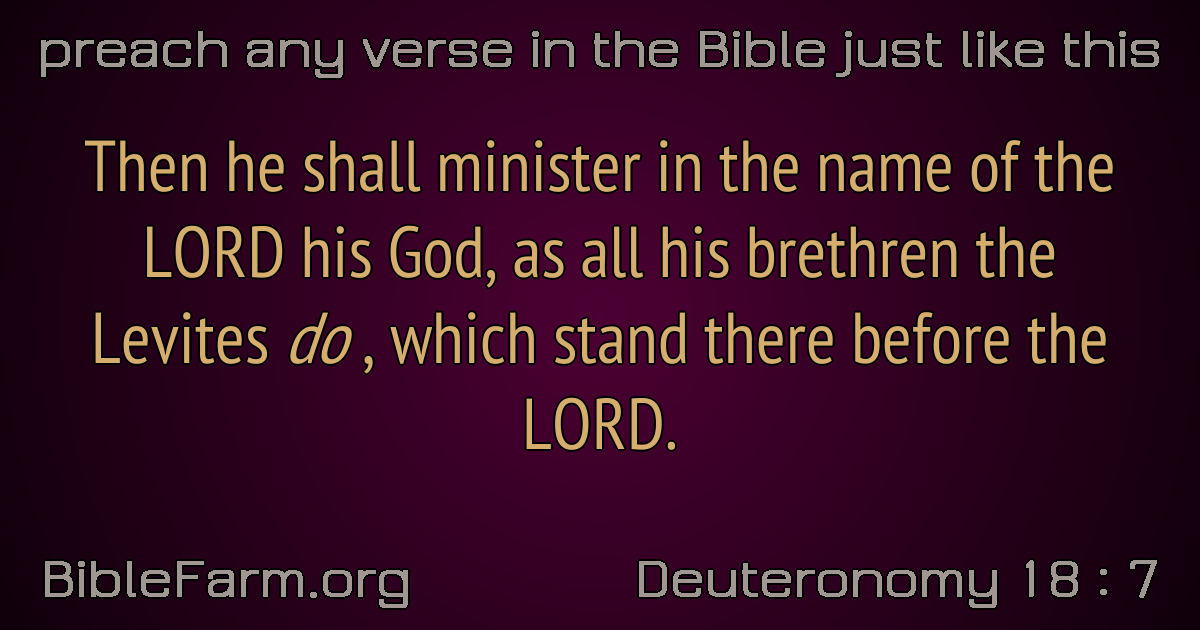 preach any verse in the Bible just like this
Then he shall minister in the name of the
LORD his God, as all his brethren the
Levites do , which stand there before the
LORD.
BibleFarm.org
Deuteronomy 18 : 7